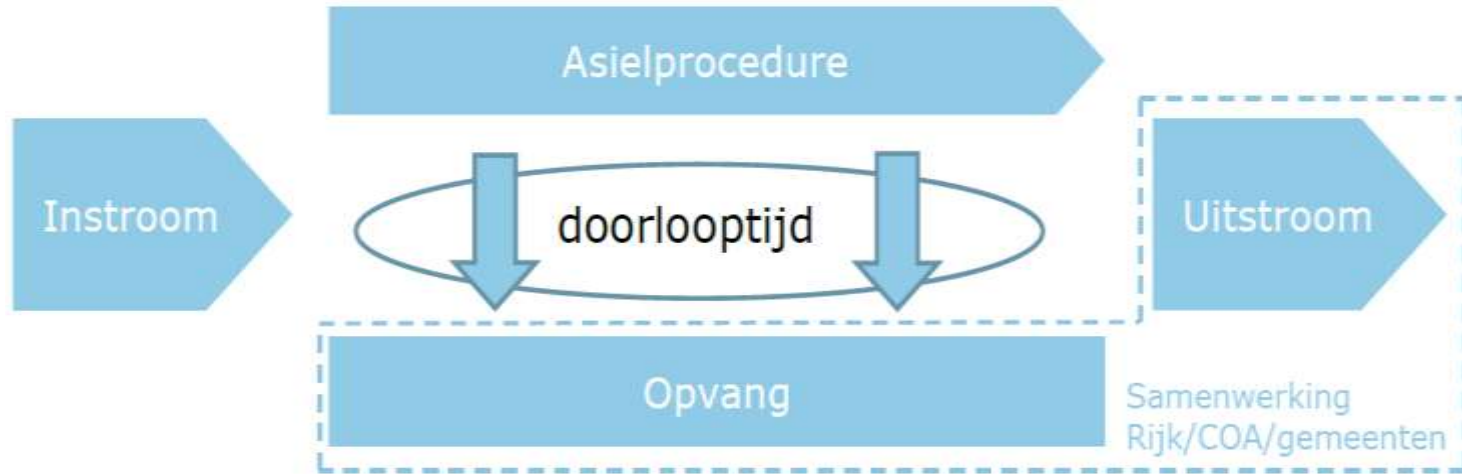 Asielprocedure
Instroom
doorlooptijd
Uitstroom
Opvang
Samenwerking
Rijk/COA/gemeenten